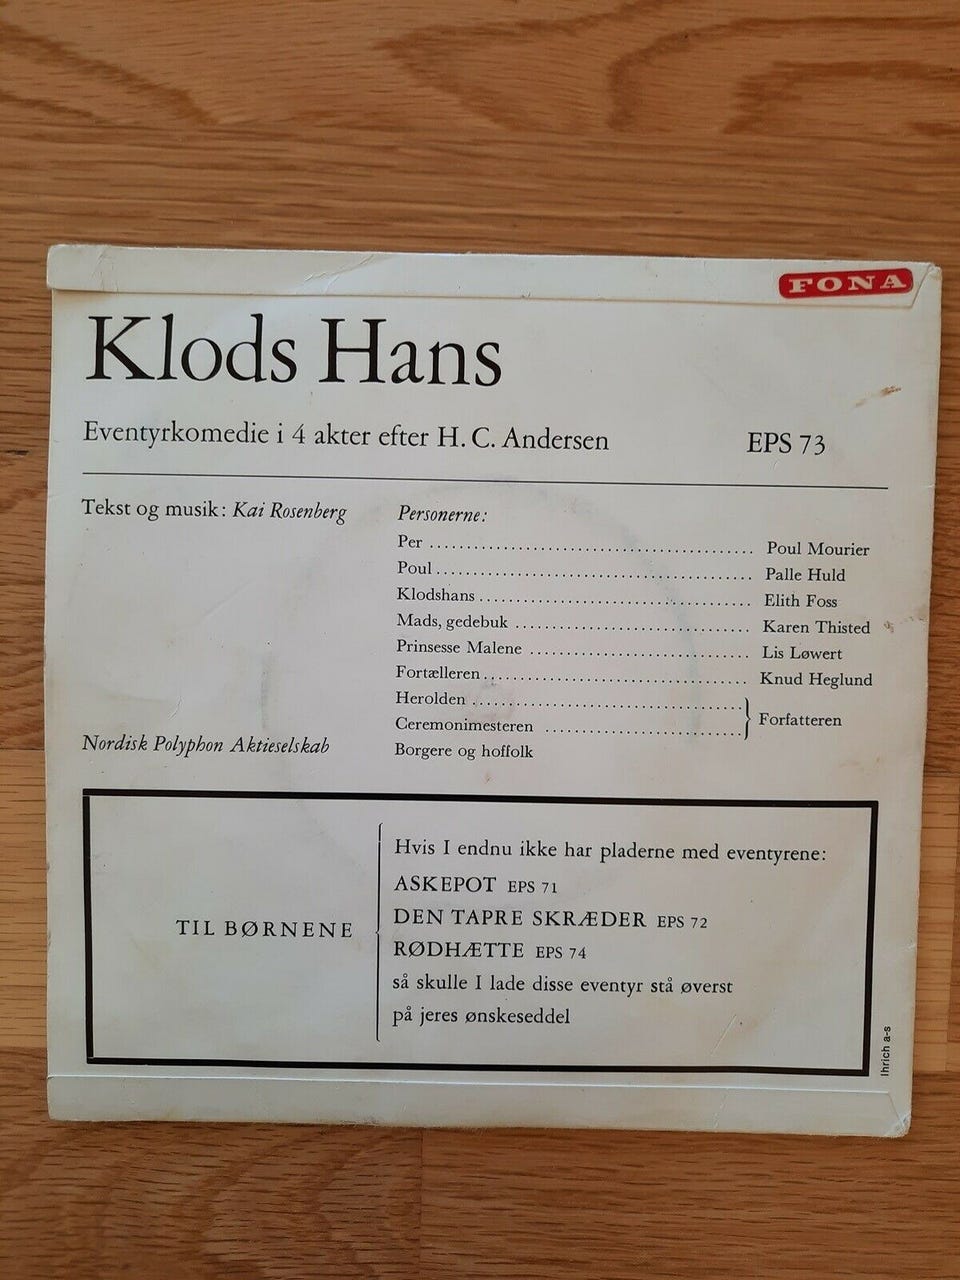 FONA
Klods Hans
Eventyrkomedie i 4 akter efter H. C. Andersen EPS 73
Tekst og musik: Kai Rosenberg
Personerne:
Per ........................................... Poul Mourier
Poul .......................................... Palle Huld
Klodshans ..................................... Elith Foss
Mads, gedebuk ................................ Karen Thisted
Prinsesse Malene .............................. Lis Løwert
Fortælleren ................................... Knud Heglund
Herolden .....................................
Ceremonimesteren ........................... } Forfatteren
Borgere og hoffolk
Nordisk Polyphon Aktieselskab
TIL BØRNENE
Hvis I endnu ikke har pladerne med eventyrene:
ASKEPOT EPS 71
DEN TAPRE SKRÆDER EPS 72
RØDHÆTTE EPS 74
så skulle I lade disse eventyr stå øverst
på jeres ønskeseddel
Ihrich a-s